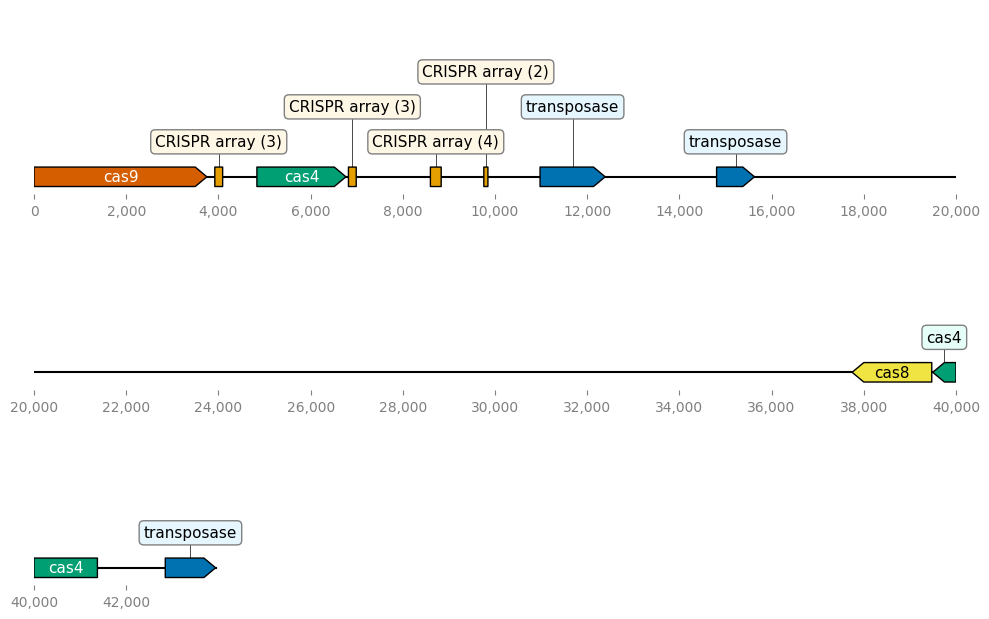 CRISPR array (2)
CRISPR array (3)
transposase
CRISPR array (3)
CRISPR array (4)
transposase
cas9
cas4
0
2,000
4,000
6,000
8,000
10,000
12,000
14,000
16,000
18,000
20,000
cas4
cas8
20,000
22,000
24,000
26,000
28,000
30,000
32,000
34,000
36,000
38,000
40,000
transposase
cas4
40,000
42,000